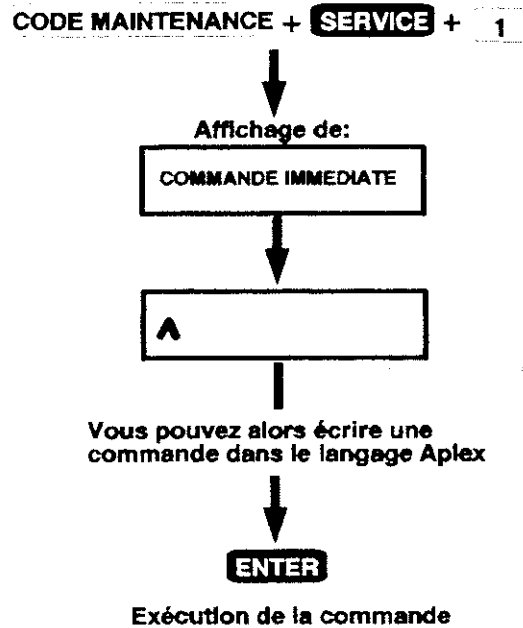 CODE MAINTENANCE + SERVICE + 1
Affichage de:
COMMANDE IMMEDIATE
^
Vous pouvez alors écrire une
commande dans le langage Aplex
ENTER
Exécution de la commande